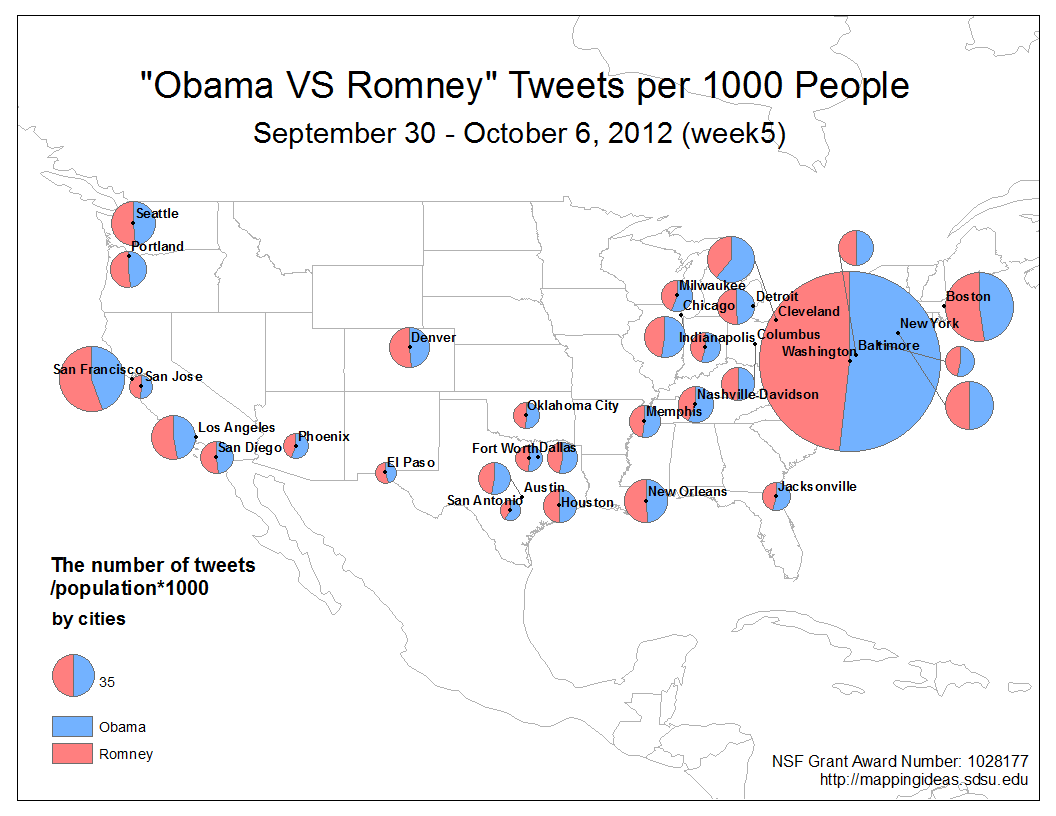 "Obama VS Romney" Tweets per 1000 People
September 30 - October 6, 2012 (week5)
Seattle
Portland
Milwaukee
Chicago
Detroit
Cleveland
Boston
New York
Denver
Indianapolis
Columbus
Washington
Baltimore
San Francisco
San Jose
Nashville-Davidson
Oklahoma City
Memphis
Los Angeles
Phoenix
San Diego
Fort Worth
Dallas
El Paso
Austin
San Antonio
Houston
New Orleans
Jacksonville
The number of tweets
/population*1000
by cities
35
Obama
Romney
NSF Grant Award Number: 1028177
http://mappingideas.sdsu.edu